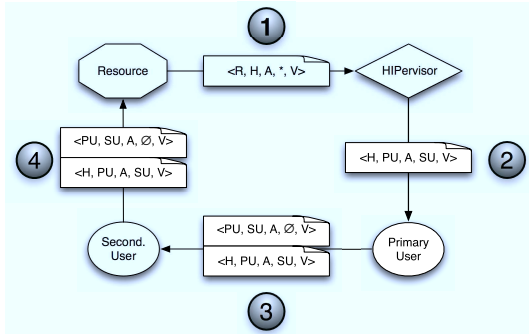 1
Resource
<R, H, A, *, V>
HIPervisor
<PU, SU, A, Ø, V>
<H, PU, A, SU, V>
4
<H, PU, A, SU, V>
2
Second.
User
<PU, SU, A, Ø, V>
<H, PU, A, SU, V>
Primary
User
3